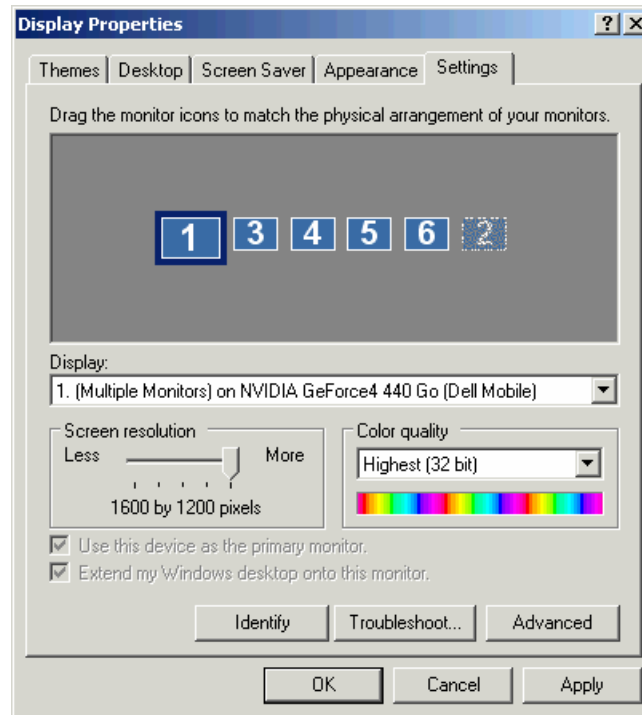 Display Properties
Themes Desktop Screen Saver Appearance Settings
Drag the monitor icons to match the physical arrangement of your monitors.
1 3 4 5 6 2
Display:
1. (Multiple Monitors) on NVIDIA GeForce4 440 Go (Dell Mobile)
Screen resolution
Less More
1600 by 1200 pixels
Color quality
Highest (32 bit)
Use this device as the primary monitor.
Extend my Windows desktop onto this monitor.
Identify Troubleshoot... Advanced
OK Cancel Apply